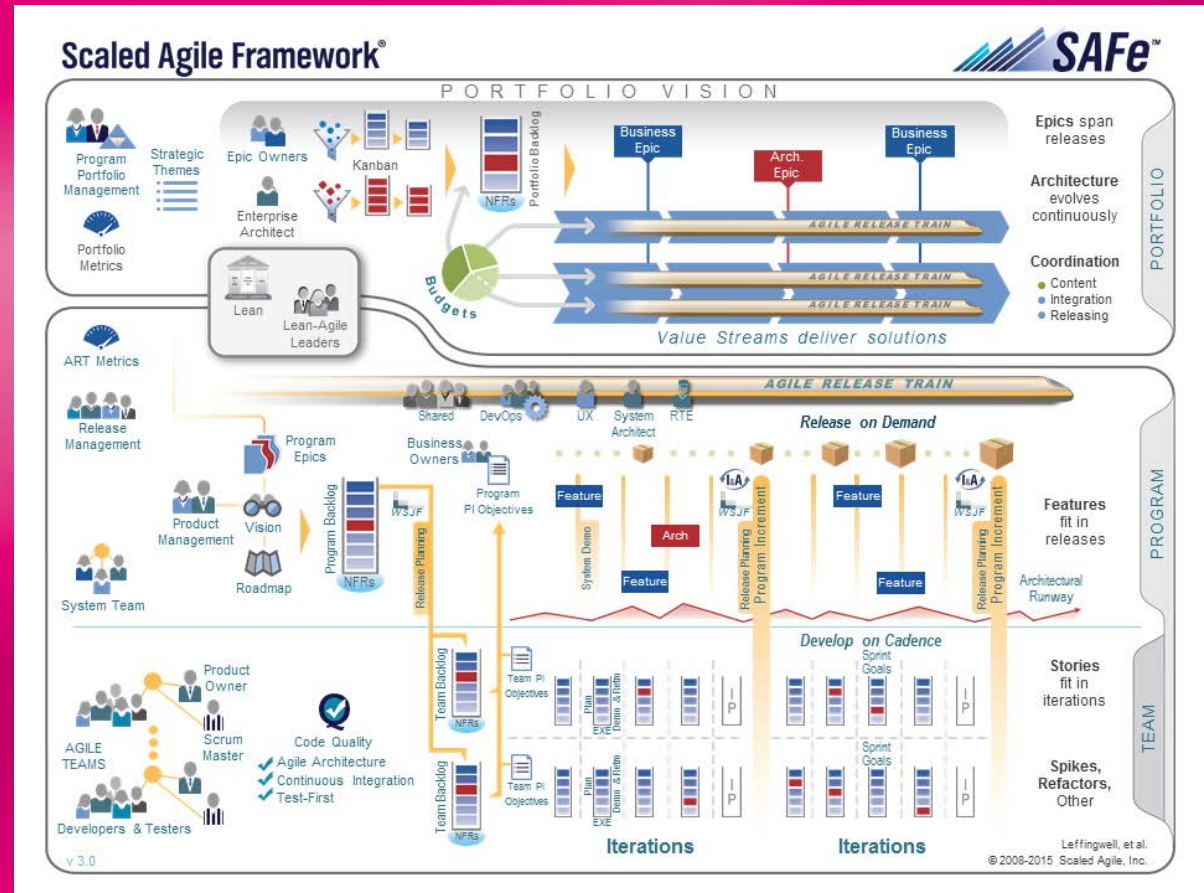 Scaled Agile Framework®
SAFe™
PORTFOLIO VISION
Program
Portfolio
Management
Strategic
Themes
Portfolio
Metrics
Epic Owners
Enterprise
Architect
Kanban
Portfolio Backlog
NFRs
Business
Epic
Arch.
Epic
Business
Epic
AGILE RELEASE TRAIN
AGILE RELEASE TRAIN
AGILE RELEASE TRAIN
Value Streams deliver solutions
Budgets
Epics span
releases
Architecture
evolves
continuously
Coordination
Content
Integration
Releasing
PORTFOLIO
Lean
Lean-Agile
Leaders
ART Metrics
Release
Management
Program
Epics
Product
Management
Vision
Roadmap
System Team
Program Backlog
NFRs
AGILE RELEASE TRAIN
Shared
DevOps
UX
System
Architect
RTE
Release on Demand
Business
Owners
Program
PI Objectives
WSJF
Release Planning
Feature
System Demo
Feature
Arch
I&A
WSJF
Release Planning
Program Increment
Feature
Feature
I&A
WSJF
Release Planning
Program Increment
Architectural
Runway
Features
fit in
releases
PROGRAM
Develop on Cadence
Product
Owner
Scrum
Master
AGILE
TEAMS
Developers & Testers
Code Quality
Agile Architecture
Continuous Integration
Test-First
Team Backlog
NFRs
Team PI
Objectives
Plan
EXE
Demo & Retro
I
P
Sprint
Goals
I
P
Team Backlog
NFRs
Team PI
Objectives
Plan
EXE
Demo & Retro
I
P
Sprint
Goals
I
P
Iterations
Iterations
Stories
fit in
iterations
Spikes,
Refactors,
Other
TEAM
v 3.0
Leffingwell, et al.
© 2008-2015 Scaled Agile, Inc.